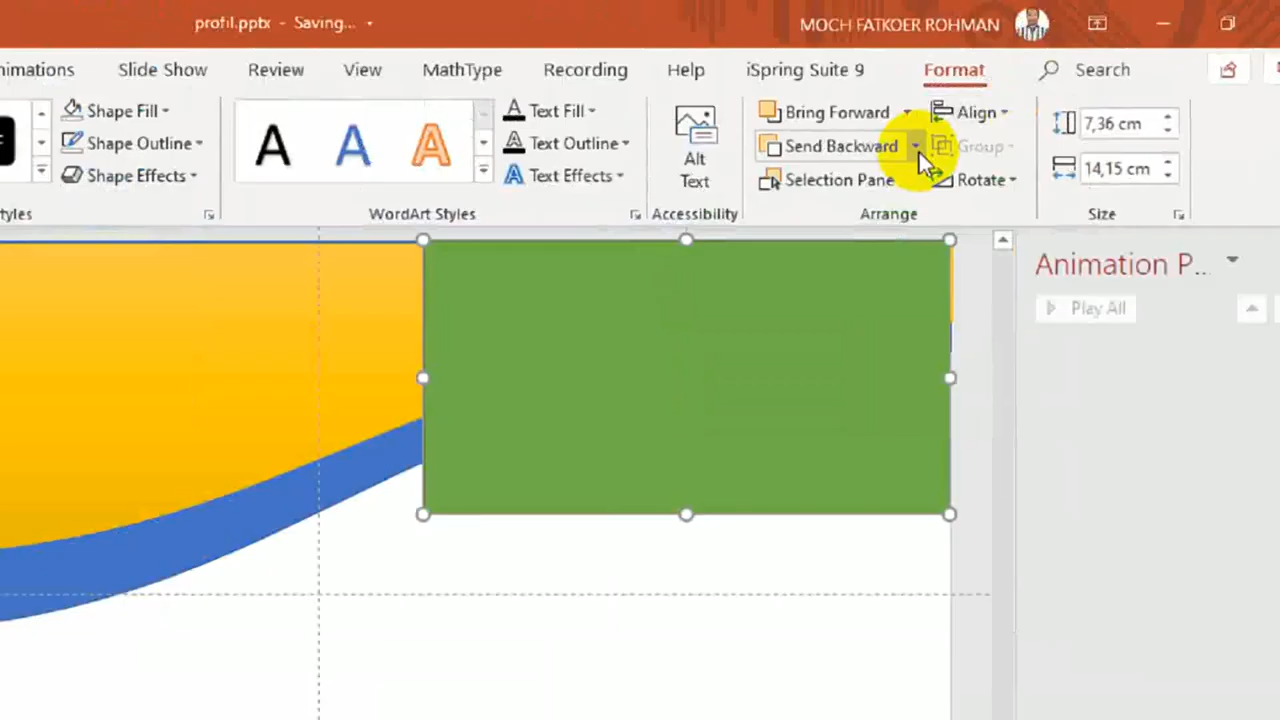 profil.pptx - Saving...
MOCH FATKOER ROHMAN
nimations Slide Show Review View MathType Recording Help iSpring Suite 9 Format Search
Shape Fill
Shape Outline
Shape Effects
tyles
A A A
Text Fill
Text Outline
Text Effects
WordArt Styles
Alt
Text
Accessibility
Bring Forward
Send Backward
Selection Pane
Align
Group
Rotate
Arrange
7,36 cm
14,15 cm
Size
Animation P...
Play All